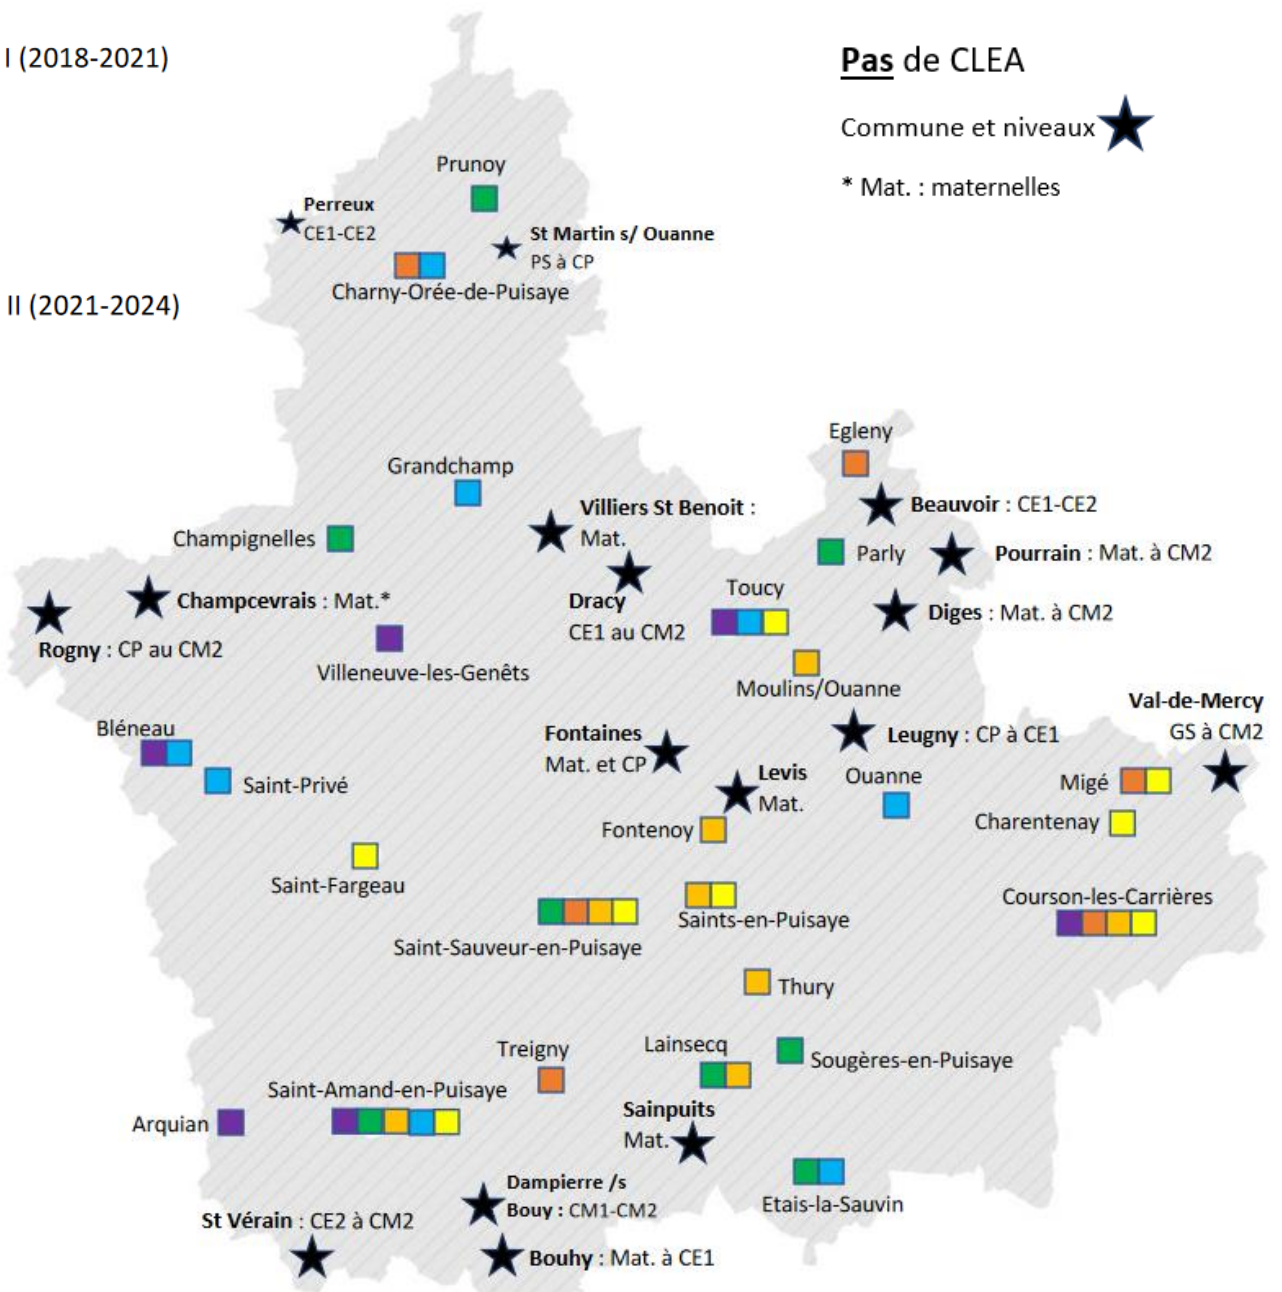 I (2018-2021)
Pas de CLEA
Commune et niveaux
* Mat. : maternelles
Prunoy
Perreux
CE1-CE2
St Martin s/ Ouanne
PS à CP
Charny-Orée-de-Puisaye
II (2021-2024)
Egleny
Grandchamp
Villiers St Benoit :
Mat.
Beauvoir : CE1-CE2
Champignelles
Parly
Pourrain : Mat. à CM2
Toucy
Champcevrais : Mat.*
Dracy
CE1 au CM2
Diges : Mat. à CM2
Rogny : CP au CM2
Villeneuve-les-Genêts
Moulins/Ouanne
Val-de-Mercy
GS à CM2
Bléneau
Fontaines
Mat. et CP
Leugny : CP à CE1
Levis
Mat.
Ouanne
Migé
Saint-Privé
Charentenay
Fontenoy
Saint-Fargeau
Courson-les-Carrières
Saints-en-Puisaye
Saint-Sauveur-en-Puisaye
Thury
Treigny
Lainsecq
Sougères-en-Puisaye
Saint-Amand-en-Puisaye
Arquian
Sainpuits
Mat.
Dampierre /s
Bouy : CM1-CM2
Etais-la-Sauvin
St Vérain : CE2 à CM2
Bouhy : Mat. à CE1